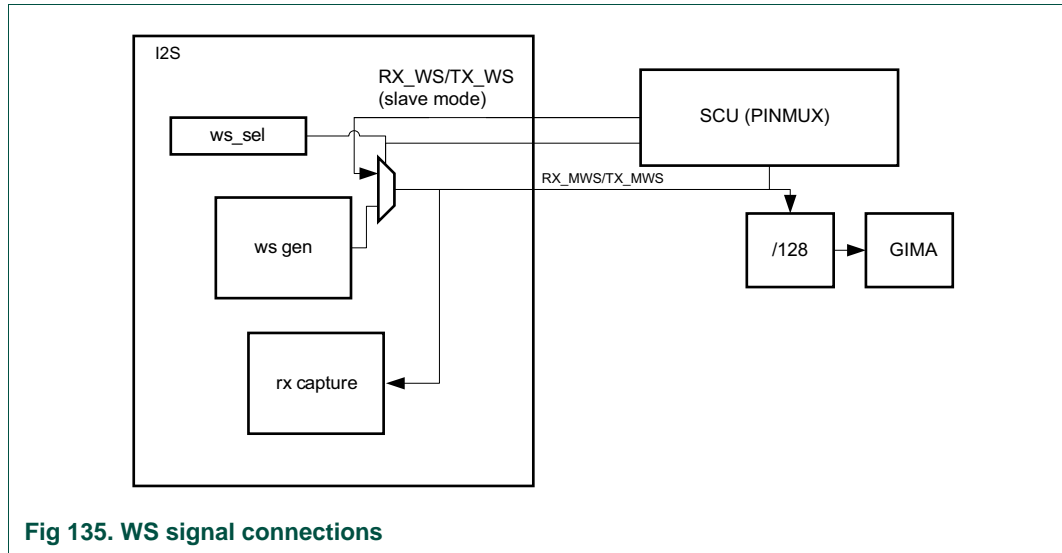 I2S
RX_WS/TX_WS
(slave mode)
SCU (PINMUX)
ws_sel
RX_MWS/TX_MWS
ws gen
/128
GIMA
rx capture
Fig 135. WS signal connections